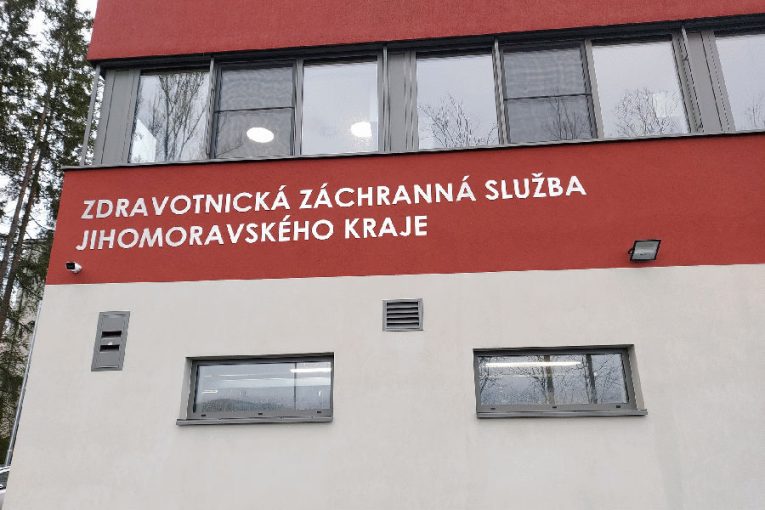 ZDRAVOTNICKÁ ZÁCHRANNÁ SLUŽBA
JIHOMORAVSKÉHO KRAJE